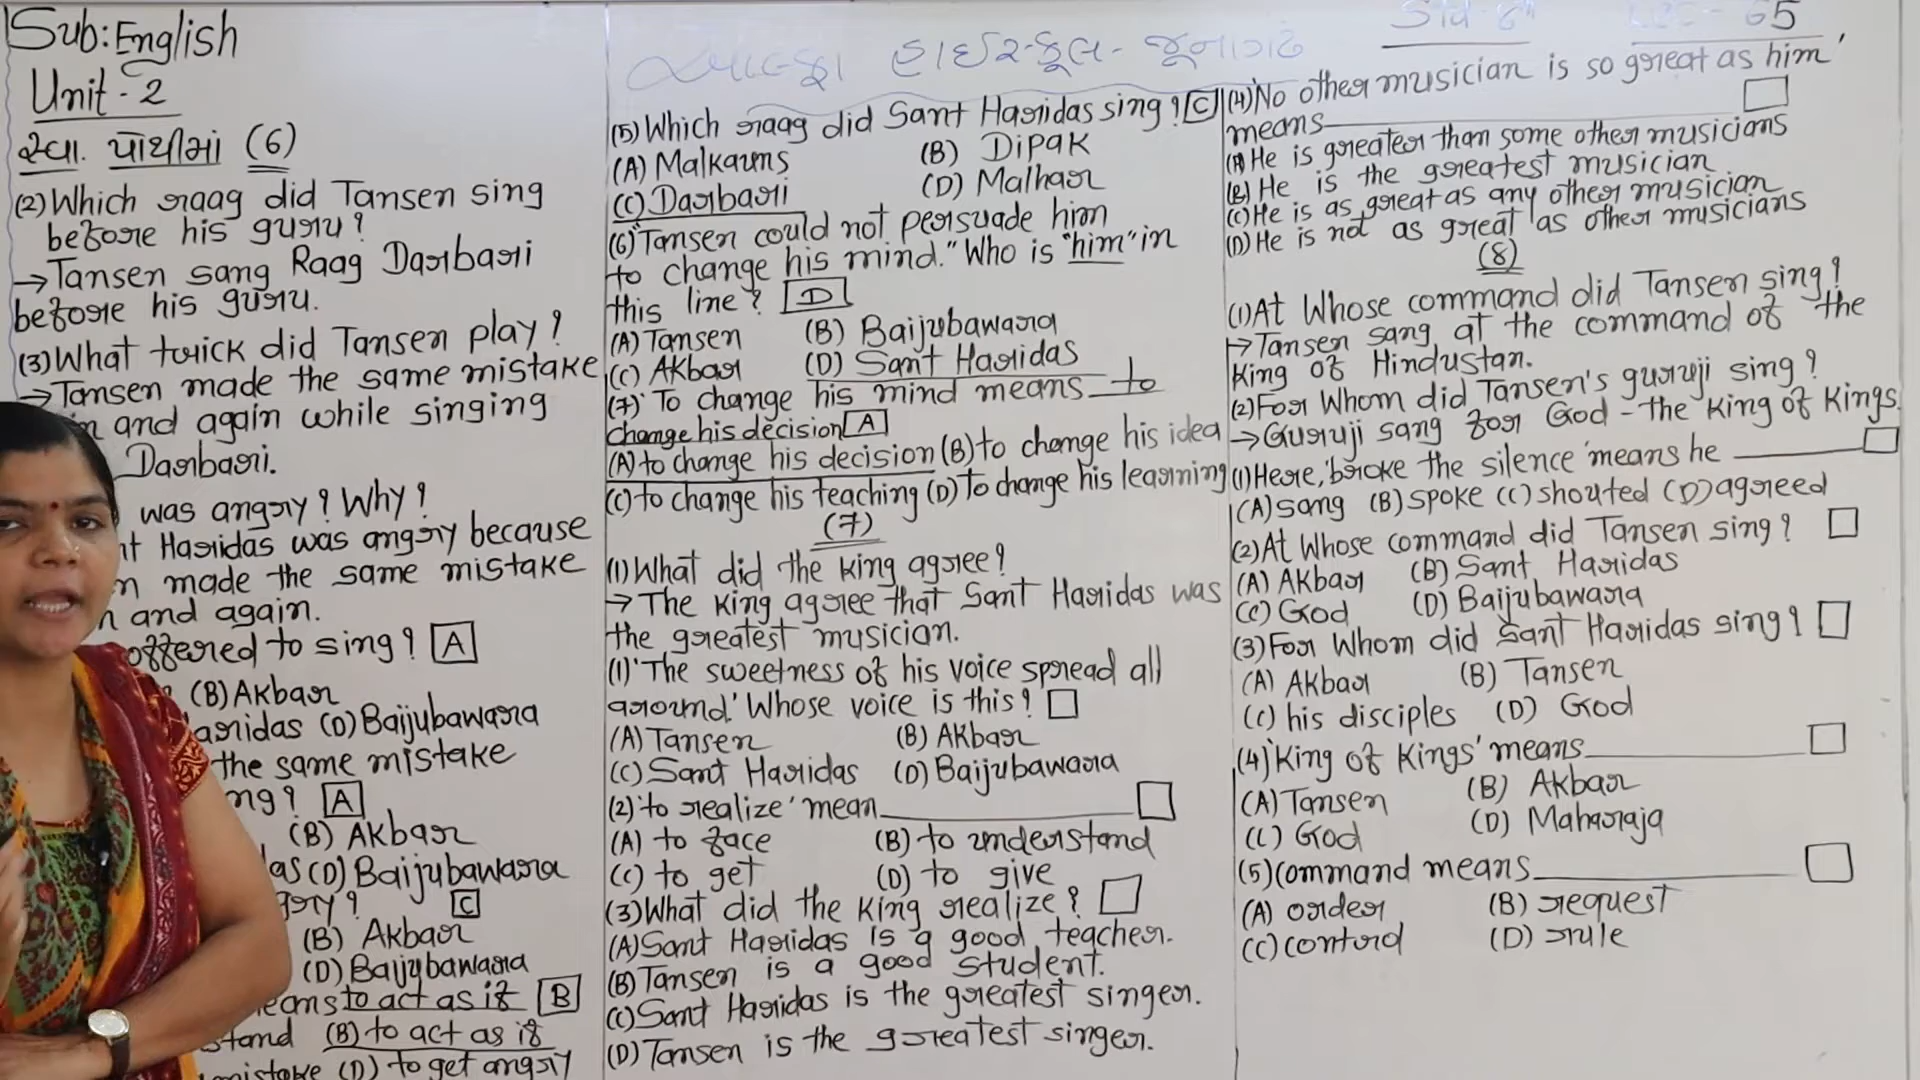 Sub: English
Unit-2
સ્વા. પોથીમાં (6)
(2) Which raag did Tansen sing
before his guru?
→ Tansen sang Raag Darbari
before his guru.
(3) What trick did Tansen play?
→ Tansen made the same mistake
and again while singing
Darbari.
was angry? Why?
Haridas was angry because
made the same mistake
and again.
offered to sing? A
(B) Akbar
(D) Baijubawara
the same mistake
A
(B) Akbar
(D) Baijubawara
C
(B) Akbar
(D) Baijubawara
to act as if B
(B) to act as if
(D) to get angry
હાઈસ્કૂલ - જૂનાગઢ
(5) Which raag did Sant Haridas sing? C
(A) Malkauns (B) Dipak
(C) Darbari (D) Malhar
(6) "Tansen could not persuade him
to change his mind." Who is "him" in
this line? D
(A) Tansen (B) Baijubawara
(C) Akbar (D) Sant Haridas
(7) 'To change his mind means to
change his decision A
(A) to change his decision (B) to change his idea
(C) to change his teaching (D) to change his learning
(7)
(1) What did the king agree?
→ The king agree that Sant Haridas was
the greatest musician.
(1) 'The sweetness of his voice spread all
around.' Whose voice is this?
(A) Tansen (B) Akbar
(C) Sant Haridas (D) Baijubawara
(2) 'to realize' mean
(A) to face (B) to understand
(C) to get (D) to give
(3) What did the king realize?
(A) Sant Haridas is a good teacher.
(B) Tansen is a good student.
(C) Sant Haridas is the greatest singer.
(D) Tansen is the greatest singer.
65
(4) 'No other musician is so great as him'
means
(A) He is greater than some other musicians
(B) He is the greatest musician
(C) He is as great as any other musician
(D) He is not as great as other musicians
(8)
(1) At Whose command did Tansen sing?
→ Tansen sang at the command of the
King of Hindustan.
(2) For Whom did Tansen's guruji sing?
→ Guruji sang for God - the King of Kings.
(1) Here, 'broke the silence' means he
(A) sang (B) spoke (C) shouted (D) agreed
(2) At Whose command did Tansen sing?
(A) Akbar (B) Sant Haridas
(C) God (D) Baijubawara
(3) For Whom did Sant Haridas sing?
(A) Akbar (B) Tansen
(C) his disciples (D) God
(4) 'King of Kings' means
(A) Tansen (B) Akbar
(C) God (D) Maharaja
(5) Command means
(A) order (B) request
(C) control (D) rule